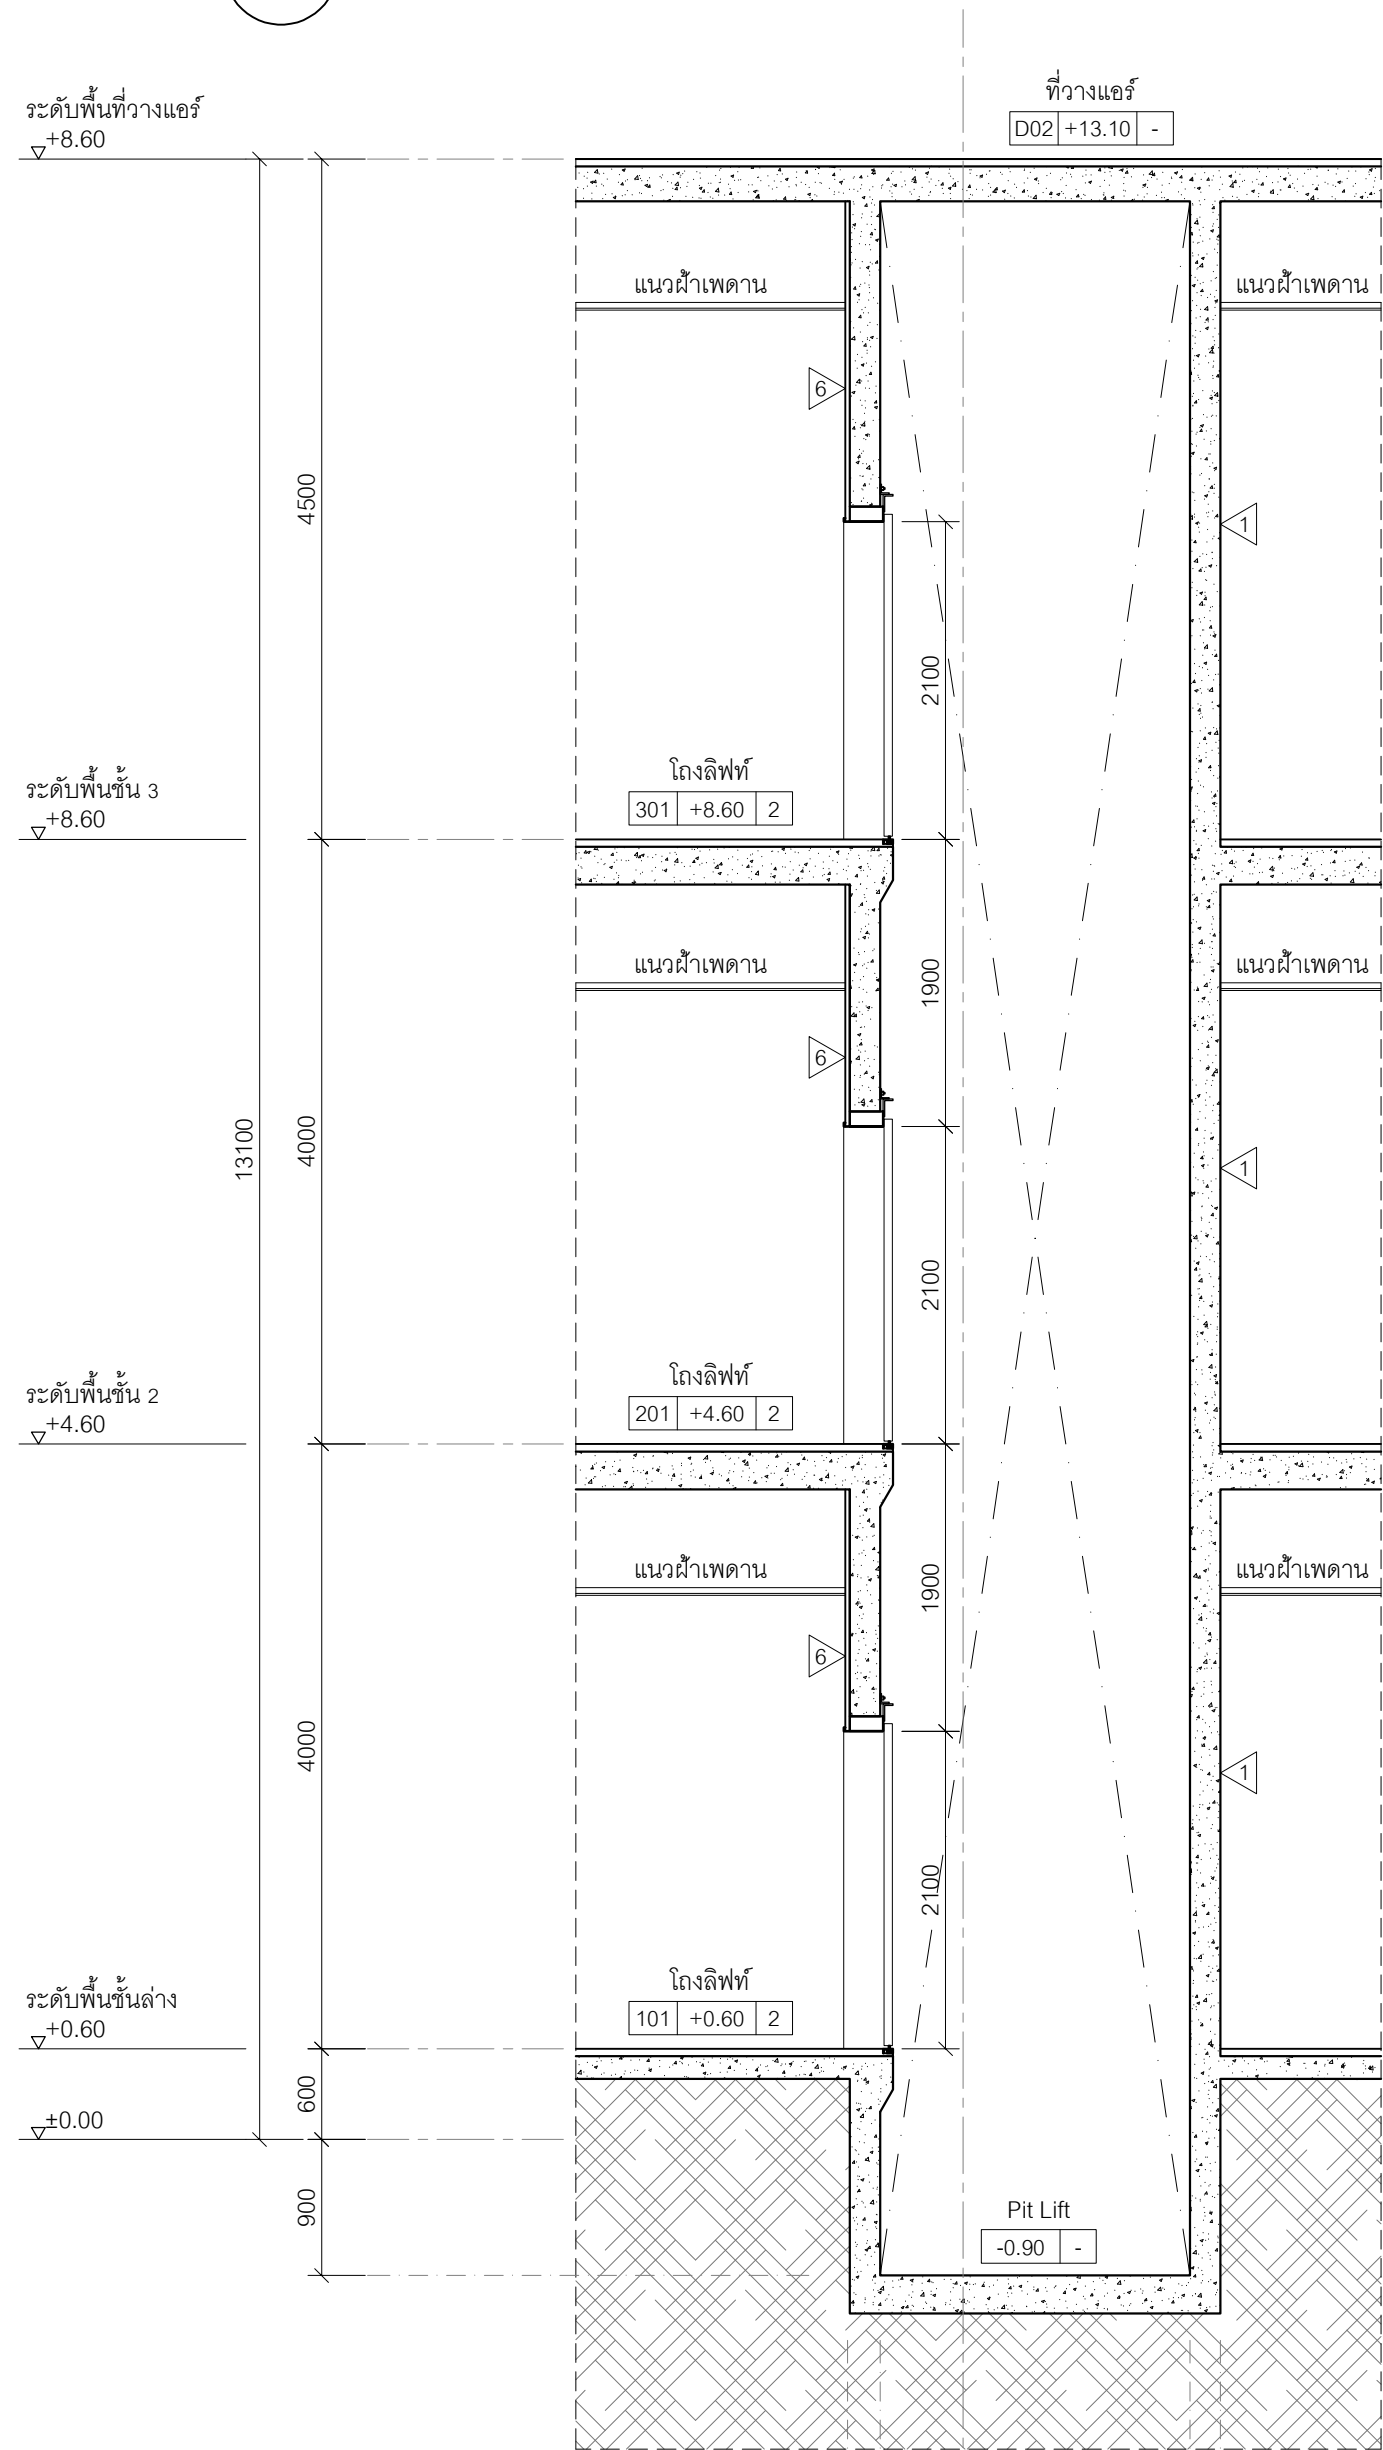 ระดับพื้นที่วางแอร์
+8.60
ที่วางแอร์
D02 +13.10 -
แนวฝ้าเพดาน
แนวฝ้าเพดาน
6
4500
1
2100
โถงลิฟท์
301 +8.60 2
ระดับพื้นชั้น 3
+8.60
แนวฝ้าเพดาน
แนวฝ้าเพดาน
1900
6
13100
4000
1
2100
โถงลิฟท์
201 +4.60 2
ระดับพื้นชั้น 2
+4.60
แนวฝ้าเพดาน
แนวฝ้าเพดาน
1900
6
4000
1
2100
โถงลิฟท์
101 +0.60 2
ระดับพื้นชั้นล่าง
+0.60
600
±0.00
900
Pit Lift
-0.90 -